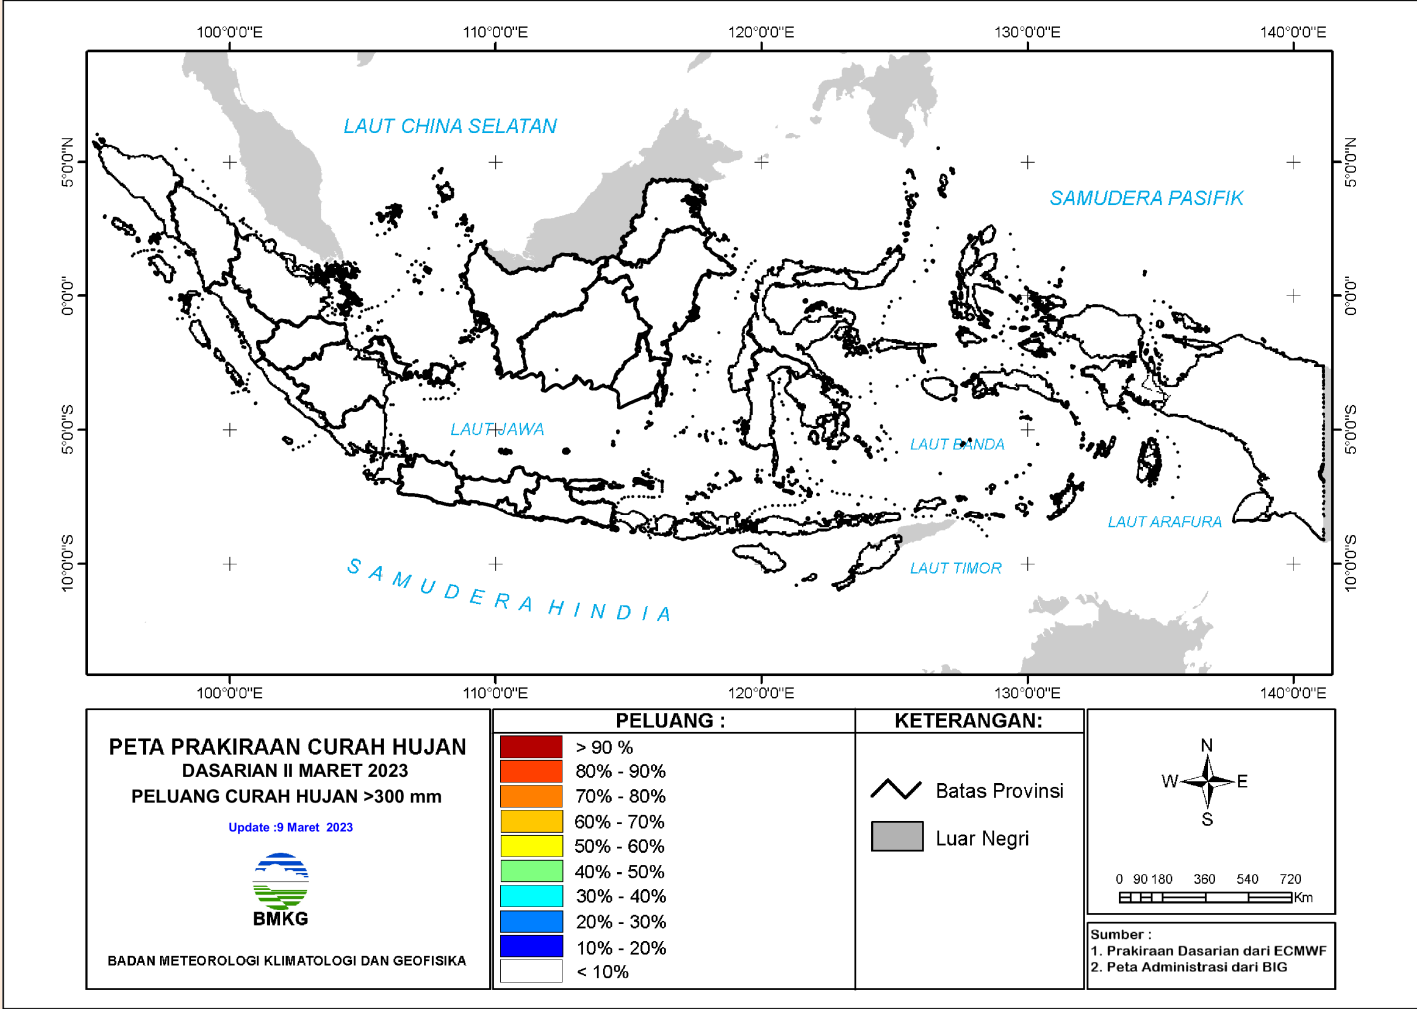 100°0'0"E 110°0'0"E 120°0'0"E 130°0'0"E 140°0'0"E
LAUT CHINA SELATAN
5°0'0"N 5°0'0"N
SAMUDERA PASIFIK
0°0'0" 0°0'0"
LAUT JAWA
5°0'0"S 5°0'0"S
LAUT BANDA
LAUT ARAFURA
10°0'0"S 10°0'0"S
LAUT TIMOR
SAMUDERA HINDIA
100°0'0"E 110°0'0"E 120°0'0"E 130°0'0"E 140°0'0"E
PETA PRAKIRAAN CURAH HUJAN
DASARIAN II MARET 2023
PELUANG CURAH HUJAN >300 mm
Update :9 Maret 2023
BMKG
BADAN METEOROLOGI KLIMATOLOGI DAN GEOFISIKA
PELUANG :
> 90 %
80% - 90%
70% - 80%
60% - 70%
50% - 60%
40% - 50%
30% - 40%
20% - 30%
10% - 20%
< 10%
KETERANGAN:
Batas Provinsi
Luar Negri
N
W E
S
0 90 180 360 540 720
Km
Sumber :
1. Prakiraan Dasarian dari ECMWF
2. Peta Administrasi dari BIG